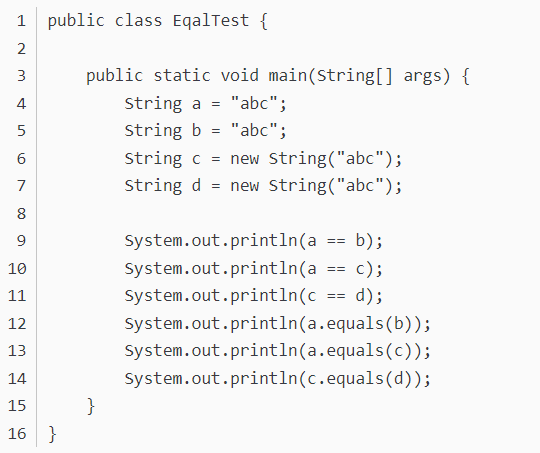 1 public class EqalTest {
2
3     public static void main(String[] args) {
4         String a = "abc";
5         String b = "abc";
6         String c = new String("abc");
7         String d = new String("abc");
8
9         System.out.println(a == b);
10         System.out.println(a == c);
11         System.out.println(c == d);
12         System.out.println(a.equals(b));
13         System.out.println(a.equals(c));
14         System.out.println(c.equals(d));
15     }
16 }